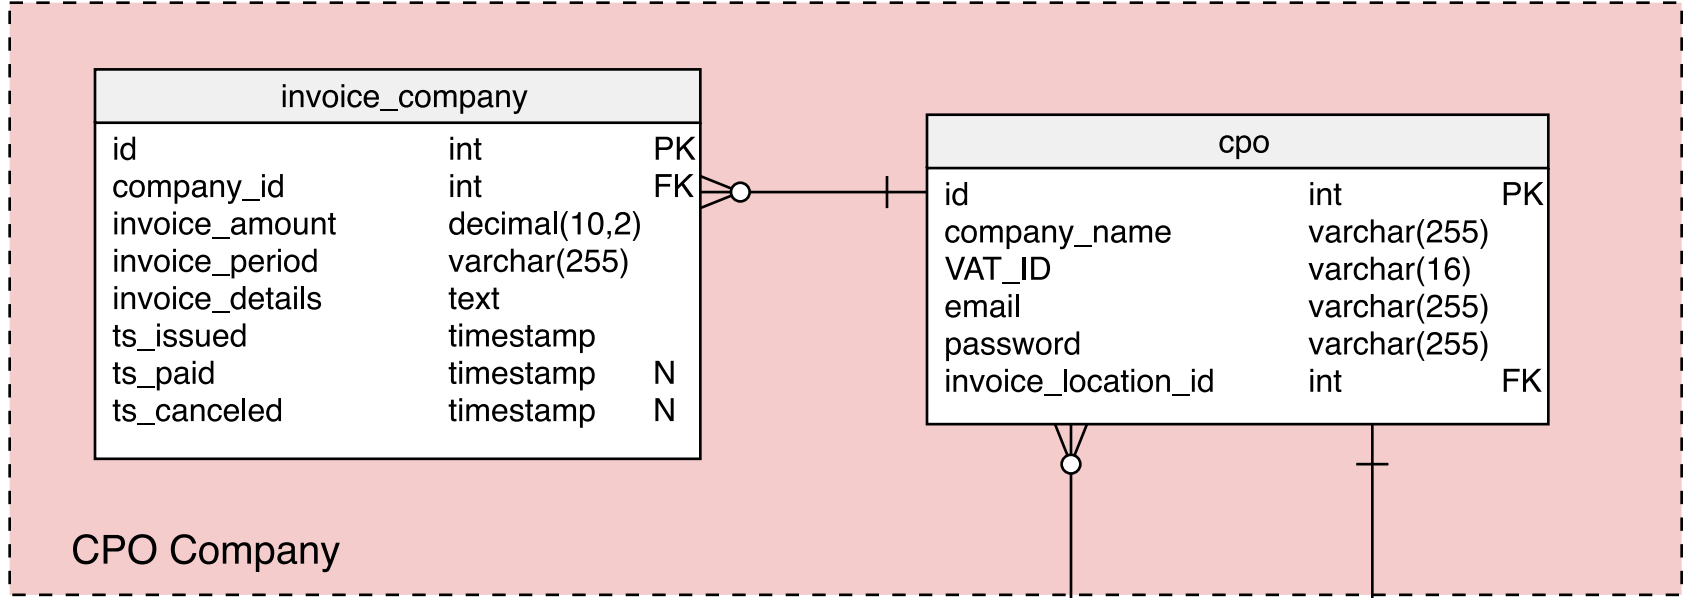 invoice_company
id int PK
company_id int FK
invoice_amount decimal(10,2)
invoice_period varchar(255)
invoice_details text
ts_issued timestamp
ts_paid timestamp N
ts_canceled timestamp N
cpo
id int PK
company_name varchar(255)
VAT_ID varchar(16)
email varchar(255)
password varchar(255)
invoice_location_id int FK
CPO Company